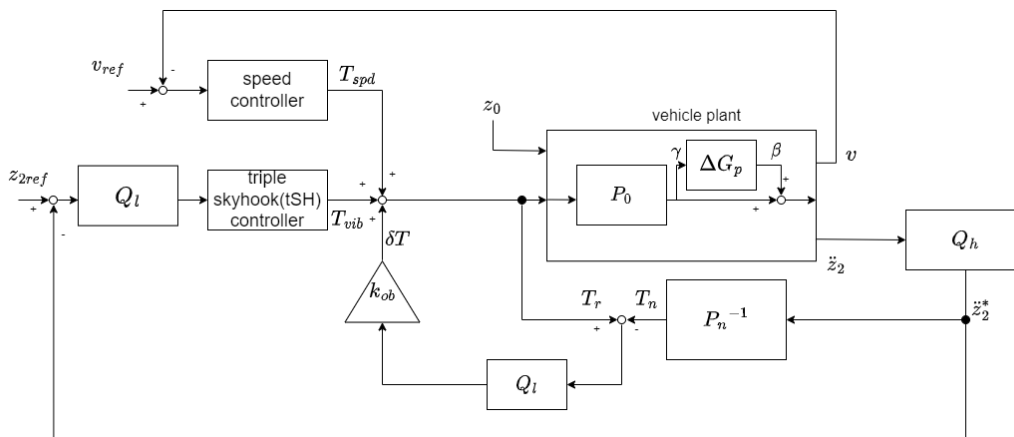 v_ref
+
-
speed
controller
T_spd
z_0
vehicle plant
v
z_2ref
+
-
Q_l
triple
skyhook(tSH)
controller
T_vib
+
+
+
δT
k_ob
P_0
γ
ΔG_p
β
+
+
z̈_2
Q_h
z̈_2^*
T_r
T_n
+
-
P_n^{-1}
Q_l